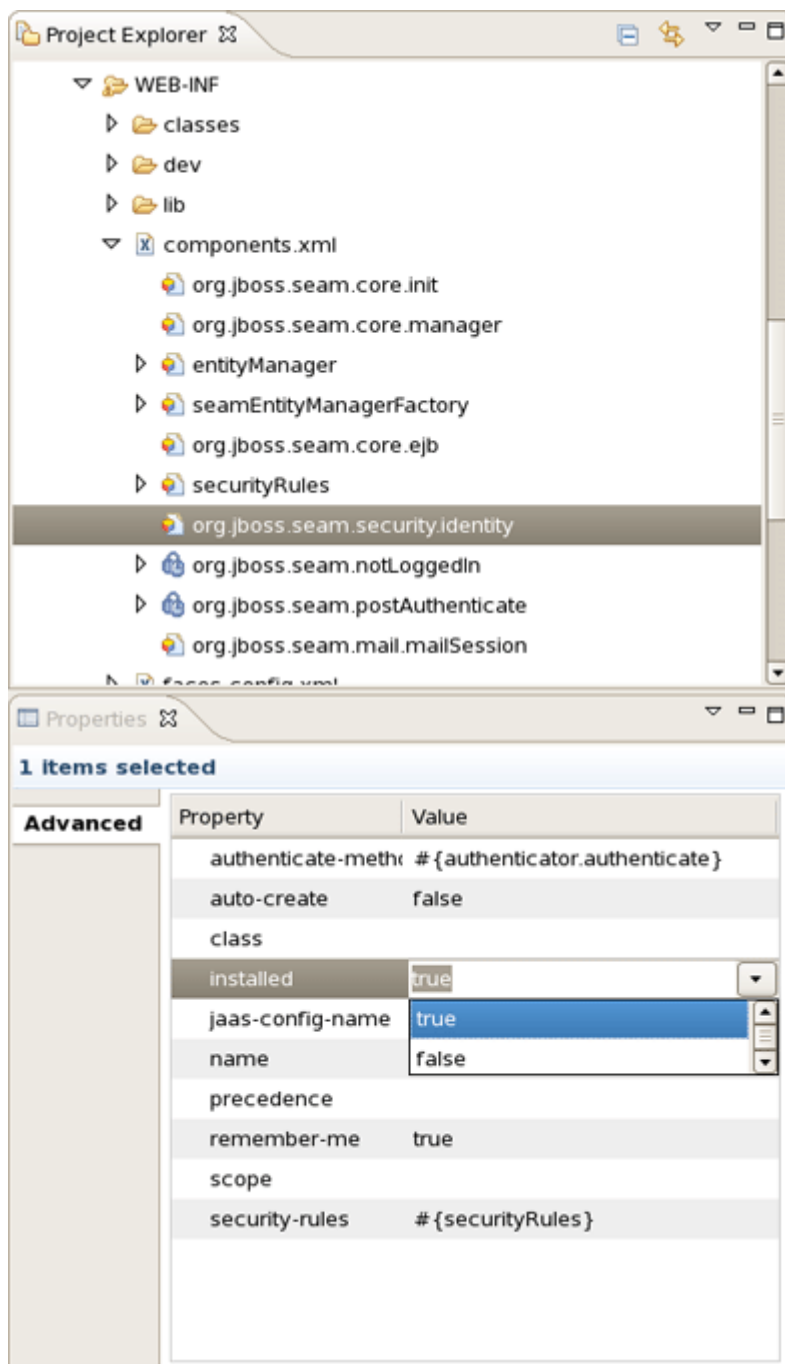 Project Explorer
WEB-INF
classes
dev
lib
components.xml
org.jboss.seam.core.init
org.jboss.seam.core.manager
entityManager
seamEntityManagerFactory
org.jboss.seam.core.ejb
securityRules
org.jboss.seam.security.identity
org.jboss.seam.notLoggedIn
org.jboss.seam.postAuthenticate
org.jboss.seam.mail.mailSession
faces-config.xml
Properties
1 items selected
Advanced
Property Value
authenticate-metho #{authenticator.authenticate}
auto-create false
class
installed true
jaas-config-name true
name false
precedence
remember-me true
scope
security-rules #{securityRules}